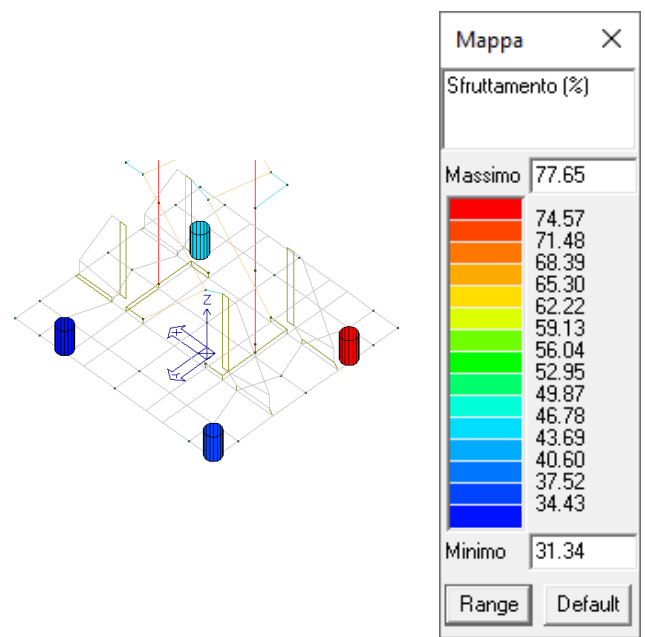 Mappa
Sfruttamento (%)
Massimo 77.65
74.57
71.48
68.39
65.30
62.22
59.13
56.04
52.95
49.87
46.78
43.69
40.60
37.52
34.43
Minimo 31.34
Range Default
Z